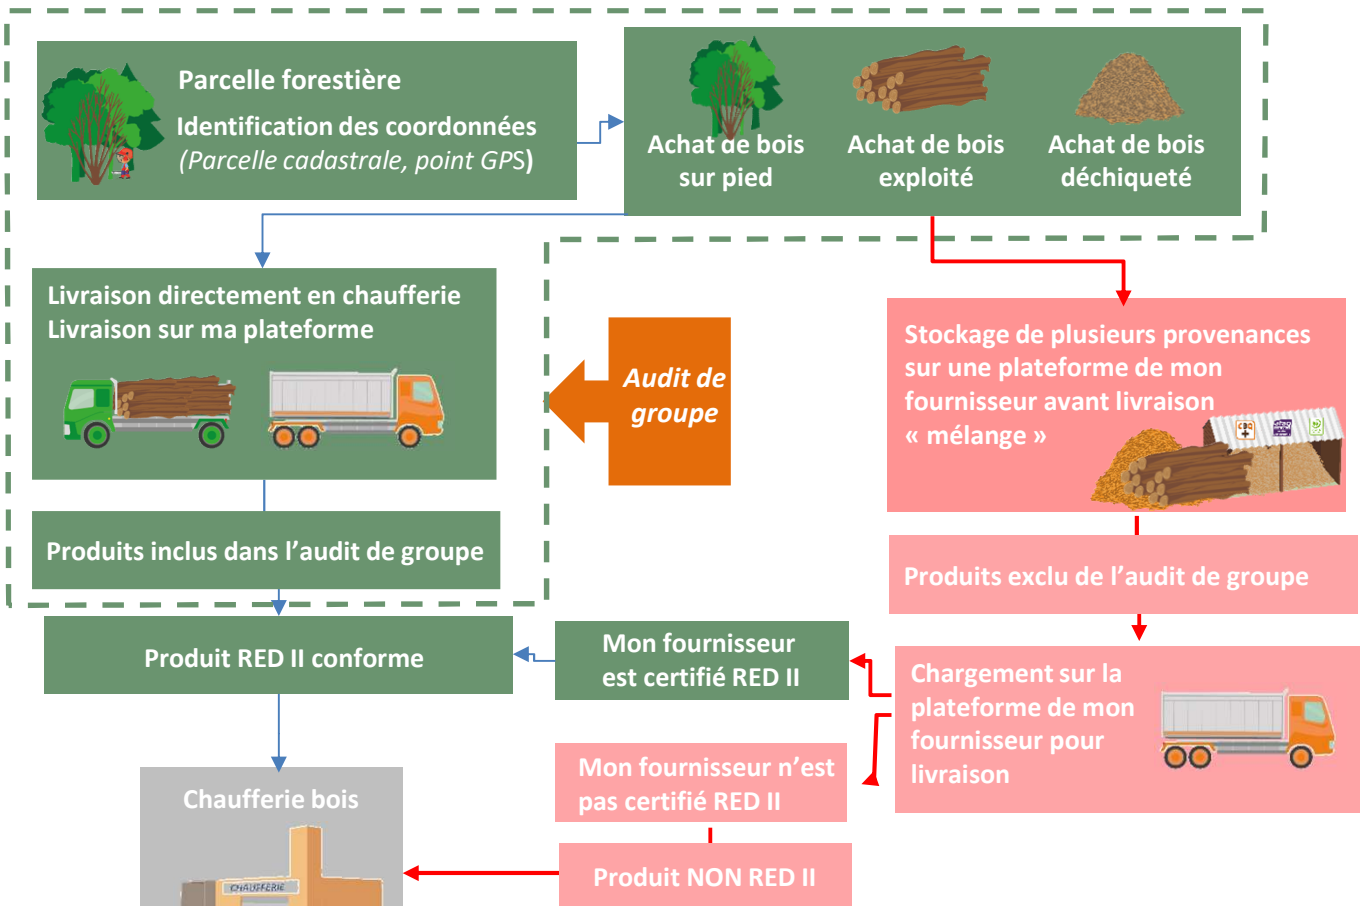 Parcelle forestière
Identification des coordonnées
(Parcelle cadastrale, point GPS)
Achat de bois
sur pied
Achat de bois
exploité
Achat de bois
déchiqueté
Livraison directement en chaufferie
Livraison sur ma plateforme
Audit de
groupe
Stockage de plusieurs provenances
sur une plateforme de mon
fournisseur avant livraison
« mélange »
CBQ
+
Produits inclus dans l’audit de groupe
Produits exclu de l’audit de groupe
Produit RED II conforme
Mon fournisseur
est certifié RED II
Chargement sur la
plateforme de mon
fournisseur pour
livraison
Mon fournisseur n’est
pas certifié RED II
Chaufferie bois
CHAUFFERIE
Produit NON RED II